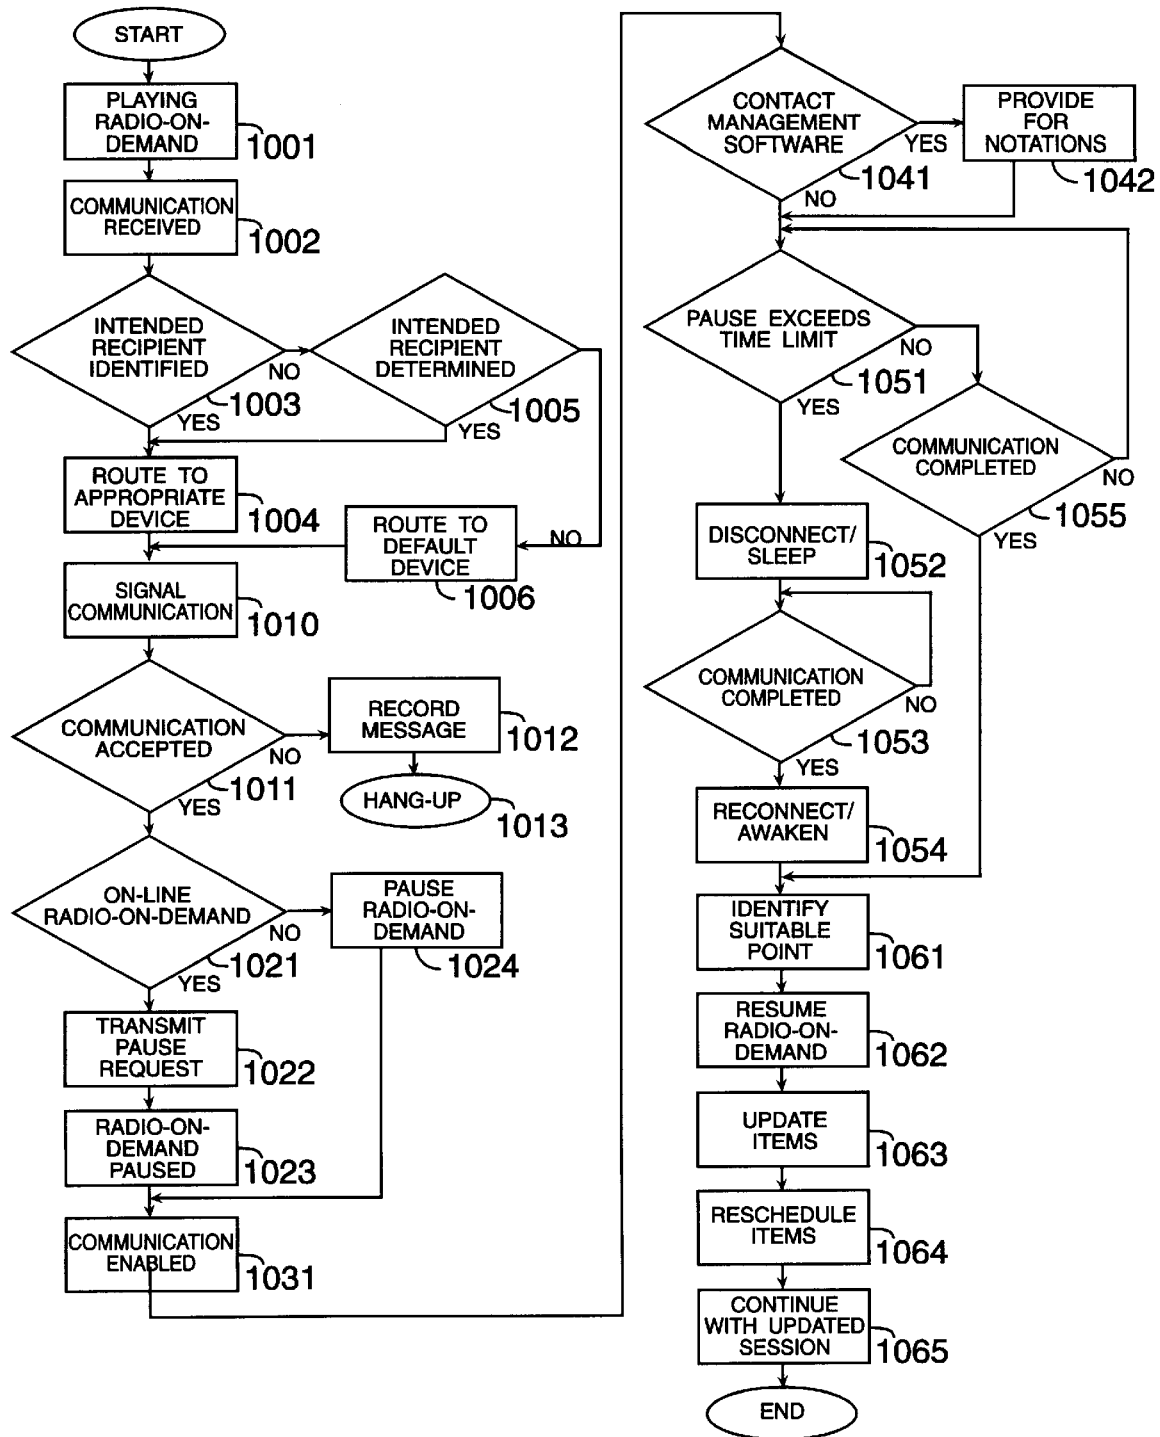 START
PLAYING
RADIO-ON-
DEMAND
1001
COMMUNICATION
RECEIVED
1002
INTENDED
RECIPIENT
IDENTIFIED
NO
1003
YES
INTENDED
RECIPIENT
DETERMINED
1005
YES
NO
ROUTE TO
APPROPRIATE
DEVICE
1004
ROUTE TO
DEFAULT
DEVICE
1006
SIGNAL
COMMUNICATION
1010
COMMUNICATION
ACCEPTED
NO
1011
YES
RECORD
MESSAGE
1012
HANG-UP
1013
ON-LINE
RADIO-ON-DEMAND
NO
1021
YES
PAUSE
RADIO-ON-
DEMAND
1024
TRANSMIT
PAUSE
REQUEST
1022
RADIO-ON-
DEMAND
PAUSED
1023
COMMUNICATION
ENABLED
1031
CONTACT
MANAGEMENT
SOFTWARE
YES
1041
NO
PROVIDE
FOR
NOTATIONS
1042
PAUSE EXCEEDS
TIME LIMIT
NO
1051
YES
COMMUNICATION
COMPLETED
NO
1055
YES
DISCONNECT/
SLEEP
1052
COMMUNICATION
COMPLETED
NO
1053
YES
RECONNECT/
AWAKEN
1054
IDENTIFY
SUITABLE
POINT
1061
RESUME
RADIO-ON-
DEMAND
1062
UPDATE
ITEMS
1063
RESCHEDULE
ITEMS
1064
CONTINUE
WITH UPDATED
SESSION
1065
END